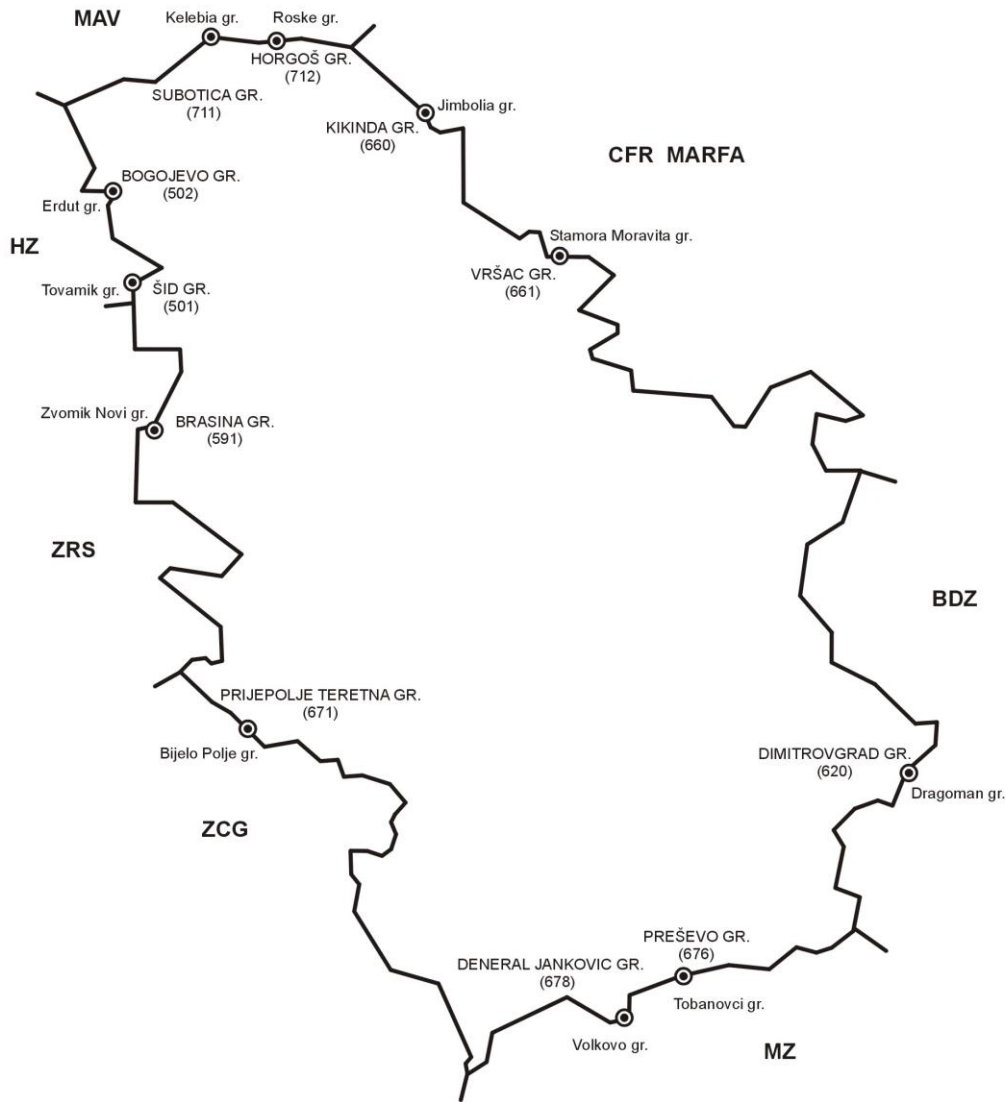 MAV
Kelebia gr.
Roske gr.
HORGOŠ GR.
(712)
SUBOTICA GR.
(711)
Jimbolia gr.
KIKINDA GR.
(660)
CFR MARFA
BOGOJEVO GR.
(502)
Erdut gr.
HZ
Stamora Moravita gr.
VRŠAC GR.
(661)
Tovarnik gr.
ŠID GR.
(501)
Zvornik Novi gr.
BRASINA GR.
(591)
ZRS
BDZ
PRIJEPOLJE TERETNA GR.
(671)
Bijelo Polje gr.
DIMITROVGRAD GR.
(620)
Dragoman gr.
ZCG
PREŠEVO GR.
(676)
DENERAL JANKOVIC GR.
(678)
Tobanovci gr.
Volkovo gr.
MZ